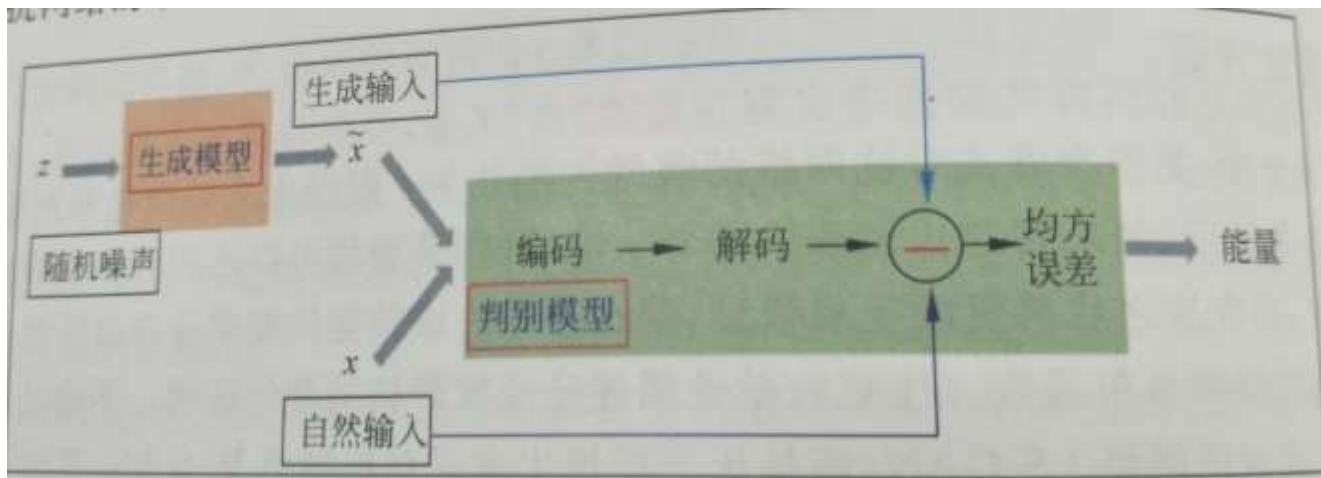 生成输入
z
生成模型
x̃
随机噪声
编码
解码
—
均方
误差
能量
判别模型
x
自然输入